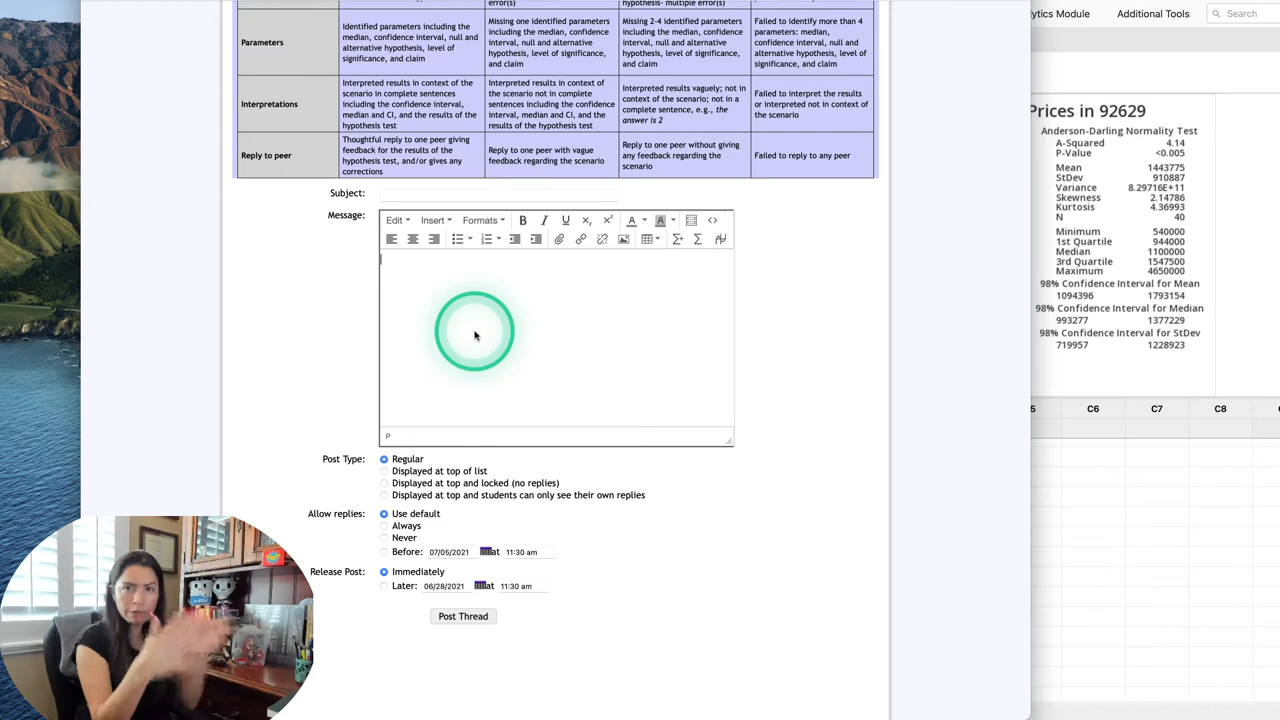 error(s)
hypothesis- multiple error(s)
Parameters
Identified parameters including the
median, confidence interval, null and
alternative hypothesis, level of
significance, and claim
Missing one identified parameters
including the median, confidence
interval, null and alternative
hypothesis, level of significance,
and claim
Missing 2-4 identified parameters
including the median, confidence
interval, null and alternative
hypothesis, level of significance,
and claim
Failed to identify more than 4
parameters: median,
confidence interval, null and
alternative hypothesis, level of
significance, and claim
Interpretations
Interpreted results in context of the
scenario in complete sentences
including the confidence interval,
median and CI, and the results of the
hypothesis test
Interpreted results in context of
the scenario not in complete
sentences including the confidence
interval, median and CI, and the
results of the hypothesis test
Interpreted results vaguely; not in
context of the scenario; not in a
complete sentence, e.g., the
answer is 2
Failed to interpret the results
or interpreted not in context of
the scenario
Reply to peer
Thoughtful reply to one peer giving
feedback for the results of the
hypothesis test, and/or gives any
corrections
Reply to one peer with vague
feedback regarding the scenario
Reply to one peer without giving
any feedback regarding the
scenario
Failed to reply to any peer
Subject:
Message:
Edit Insert Formats B I U X₂ X² A A <>
Σ+ Σ
P
Post Type:
Regular
Displayed at top of list
Displayed at top and locked (no replies)
Displayed at top and students can only see their own replies
Allow replies:
Use default
Always
Never
Before: 07/05/2021 at 11:30 am
Release Post:
Immediately
Later: 06/28/2021 at 11:30 am
Post Thread
lytics Module Additional Tools Search
Prices in 92629
Anderson-Darling Normality Test
A-Squared 4.14
P-Value <0.005
Mean 1443775
StDev 910887
Variance 8.29716E+11
Skewness 2.14786
Kurtosis 4.36993
N 40
Minimum 540000
1st Quartile 944000
Median 1100000
3rd Quartile 1547500
Maximum 4650000
98% Confidence Interval for Mean
1094396 1793154
98% Confidence Interval for Median
993277 1377229
98% Confidence Interval for StDev
719957 1228923
C6 C7 C8